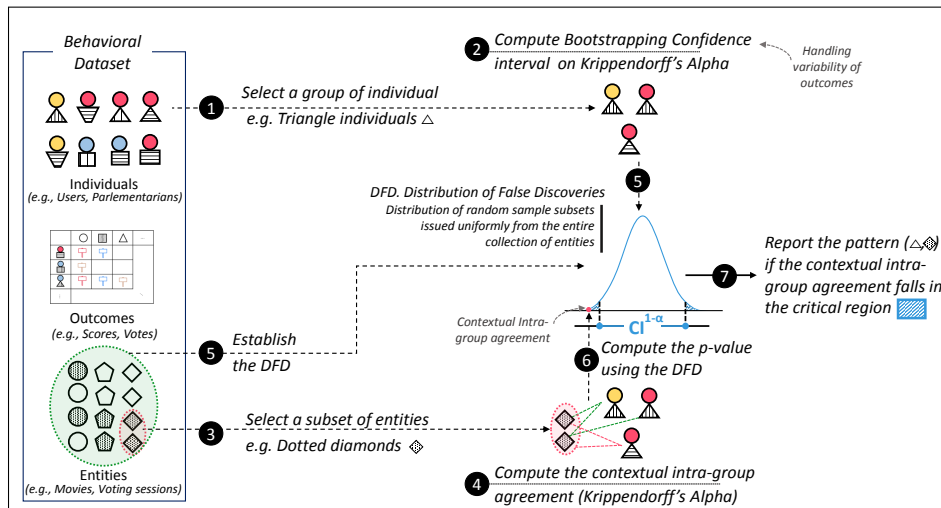 Behavioral
Dataset
Individuals
(e.g., Users, Parlementarians)
Outcomes
(e.g., Scores, Votes)
Entities
(e.g., Movies, Voting sessions)
1
Select a group of individual
e.g. Triangle individuals
2
Compute Bootstrapping Confidence
interval on Krippendorff's Alpha
Handling
variability of
outcomes
5
DFD. Distribution of False Discoveries
Distribution of random sample subsets
issued uniformly from the entire
collection of entities
7
Report the pattern ( , )
if the contextual intra-
group agreement falls in
the critical region
Contextual Intra-
group agreement
CI 1-α
5
Establish
the DFD
6
Compute the p-value
using the DFD
3
Select a subset of entities
e.g. Dotted diamonds
4
Compute the contextual intra-group
agreement (Krippendorff's Alpha)